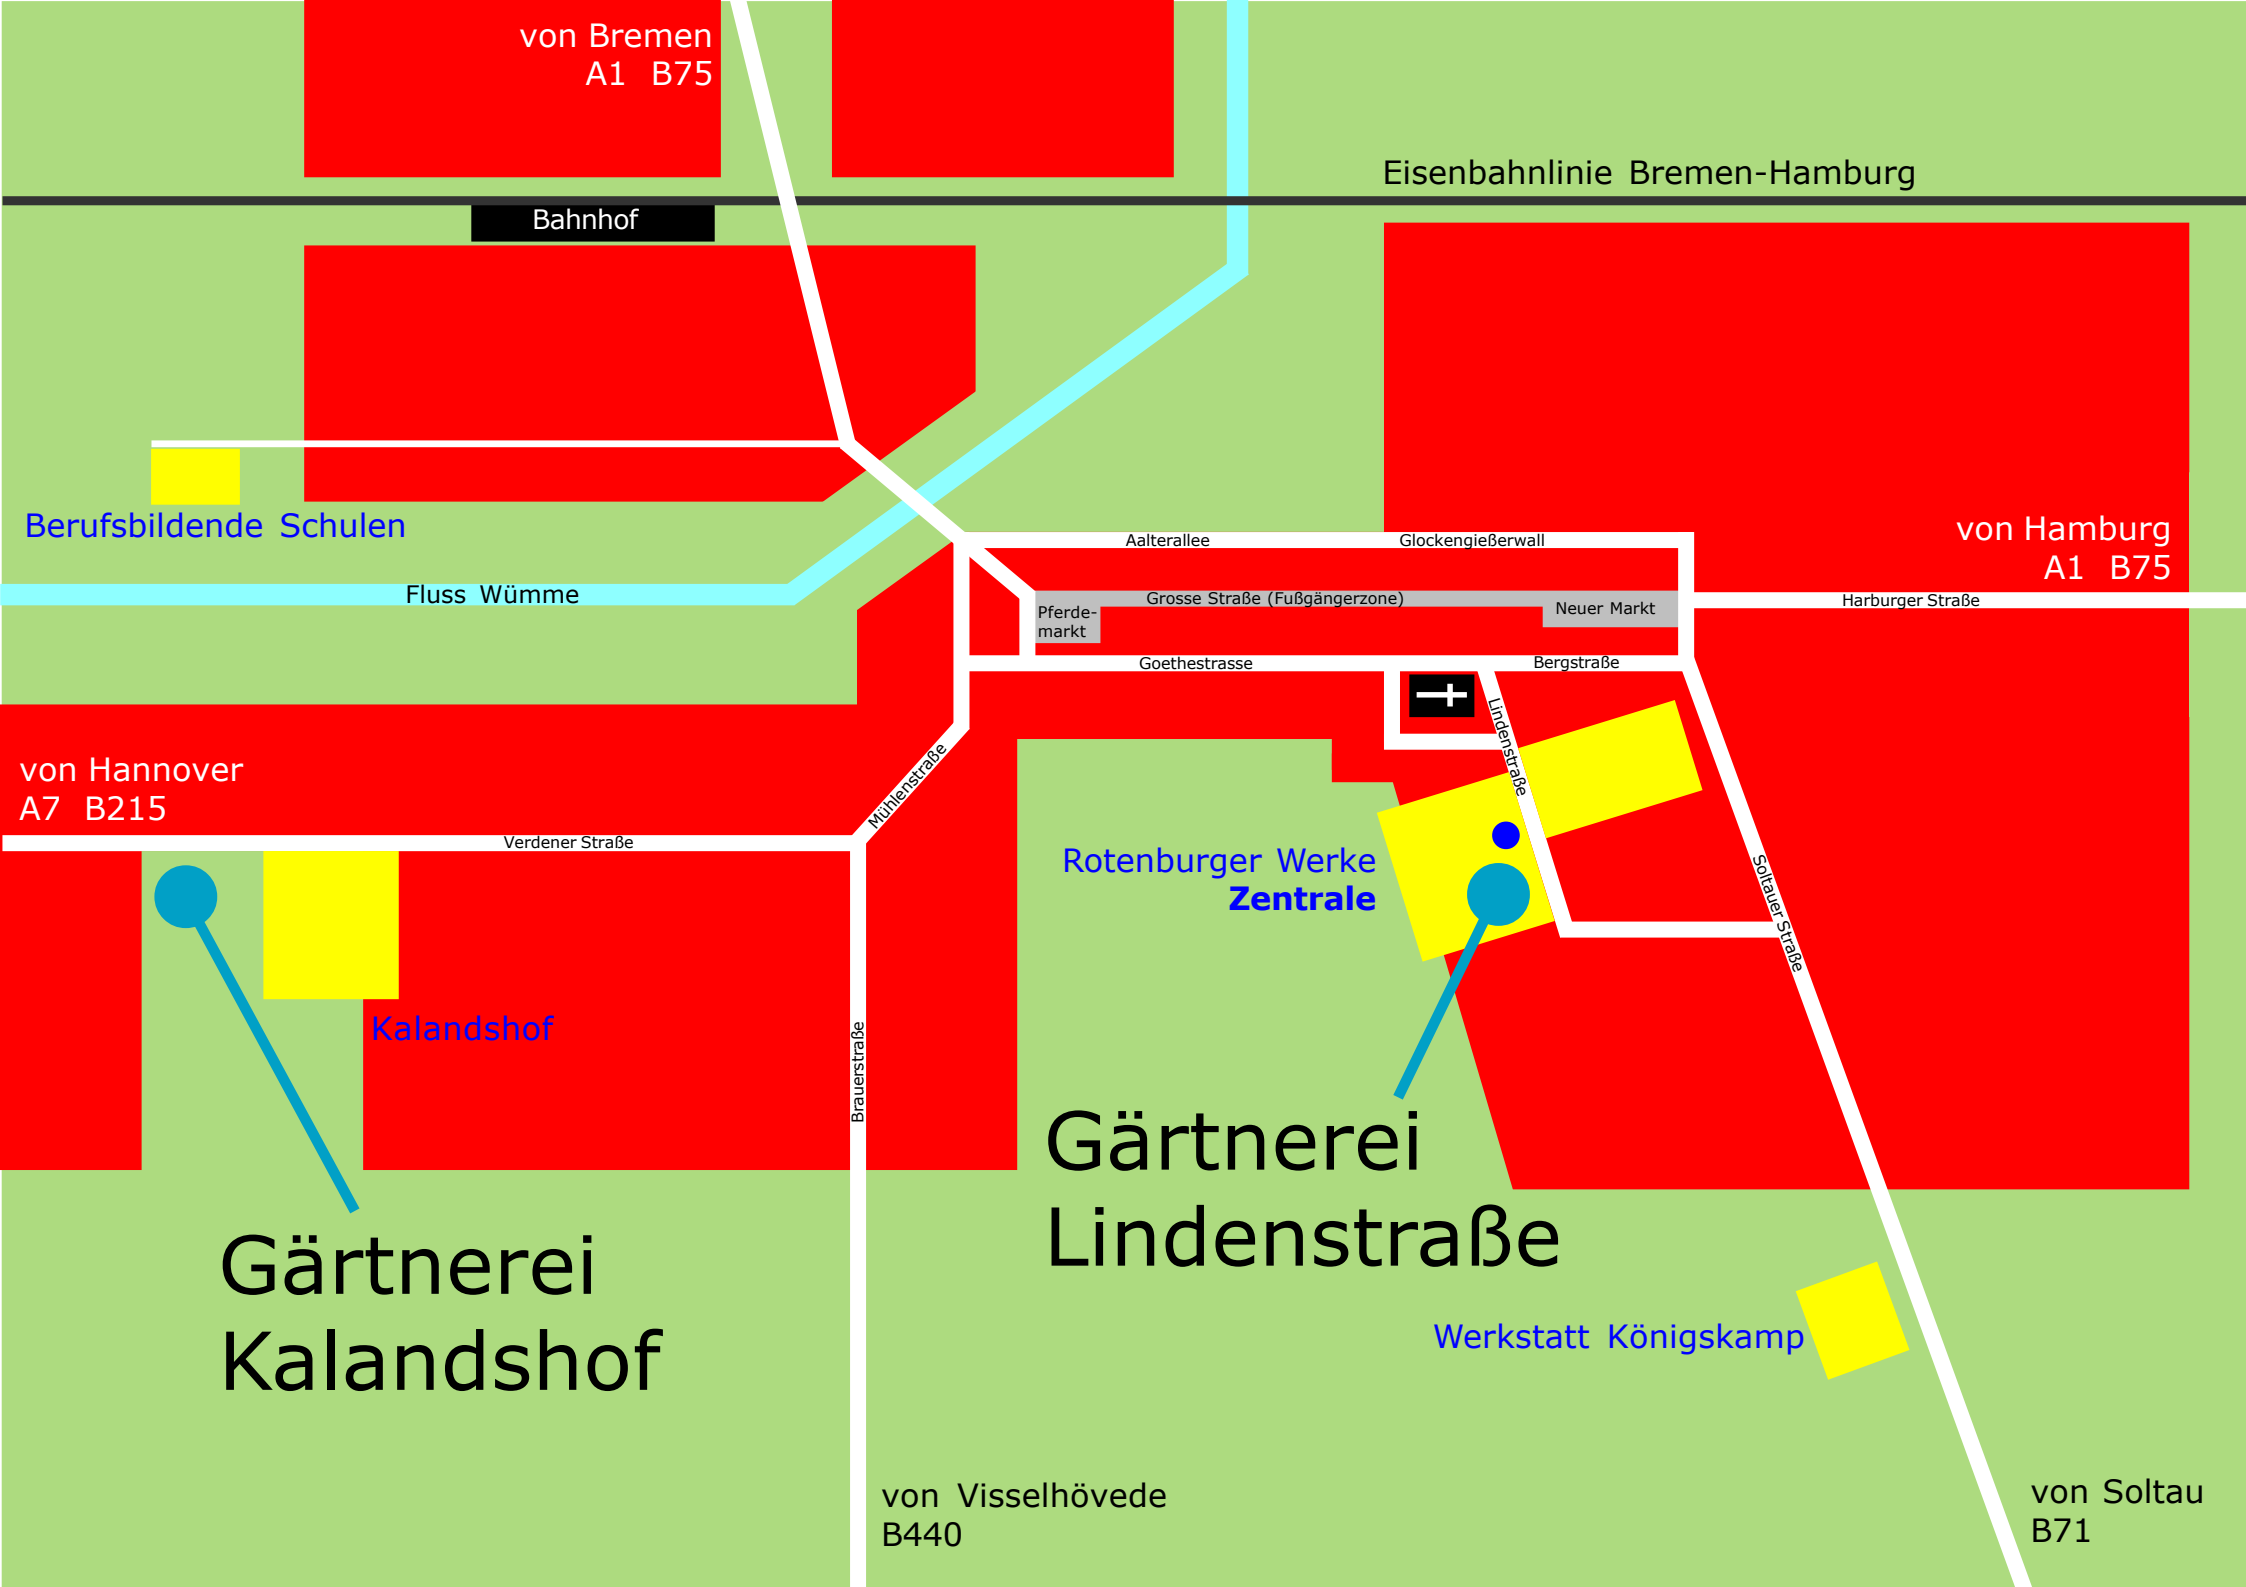 von Bremen
A1 B75
Eisenbahnlinie Bremen-Hamburg
Bahnhof
Berufsbildende Schulen
von Hamburg
A1 B75
Aalterallee
Glockengießerwall
Fluss Wümme
Grosse Straße (Fußgängerzone)
Pferde-
markt
Neuer Markt
Harburger Straße
Goethestrasse
Bergstraße
Lindenstraße
von Hannover
A7 B215
Mühlenstraße
Verdener Straße
Rotenburger Werke
Zentrale
Soltauer Straße
Kalandshof
Brauerstraße
Gärtnerei
Lindenstraße
Gärtnerei
Kalandshof
Werkstatt Königskamp
von Visselhövede
B440
von Soltau
B71